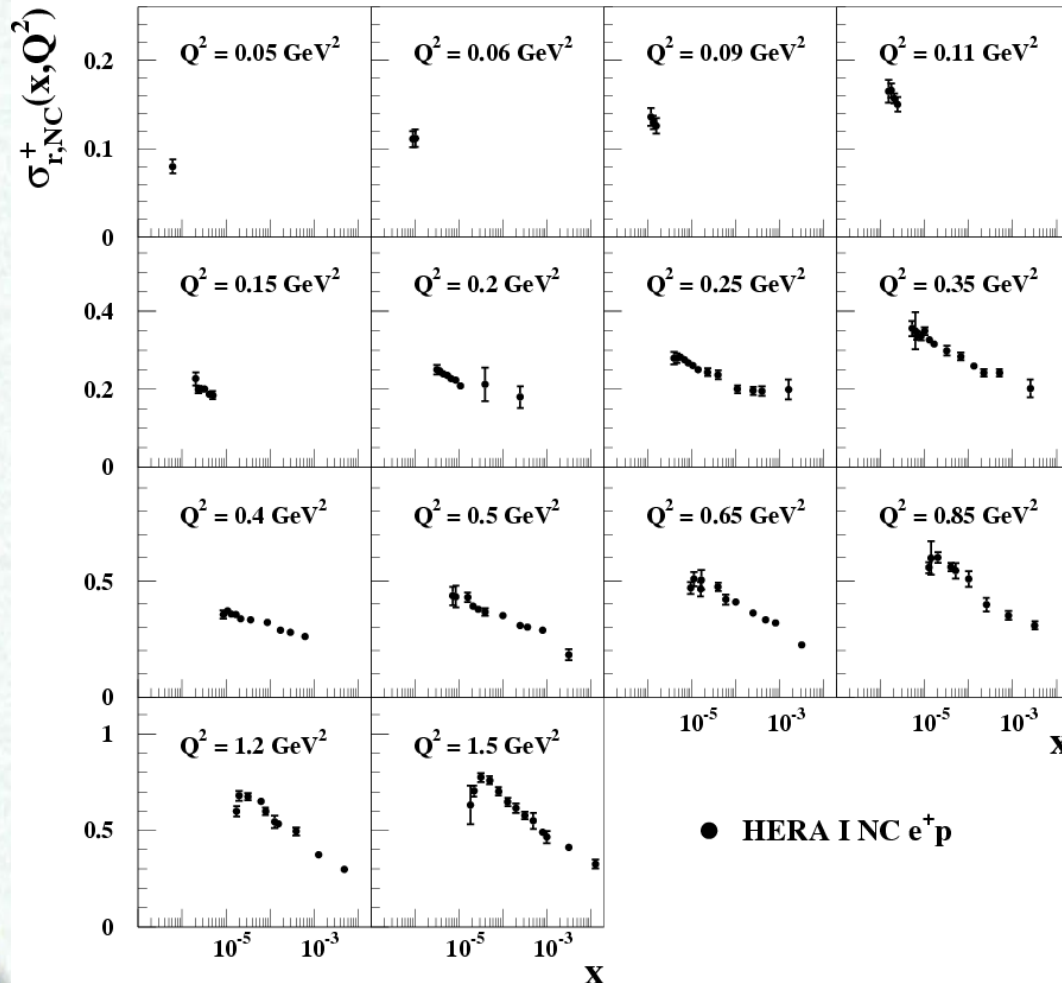 σ⁺r,NC(x,Q²)
Q² = 0.05 GeV²
Q² = 0.06 GeV²
Q² = 0.09 GeV²
Q² = 0.11 GeV²
0.2
0.1
0
Q² = 0.15 GeV²
Q² = 0.2 GeV²
Q² = 0.25 GeV²
Q² = 0.35 GeV²
0.4
0.2
0
Q² = 0.4 GeV²
Q² = 0.5 GeV²
Q² = 0.65 GeV²
Q² = 0.85 GeV²
0.5
0
10⁻⁵ 10⁻³ 10⁻⁵ 10⁻³
x
Q² = 1.2 GeV²
Q² = 1.5 GeV²
1
0.5
0
HERA I NC e⁺p
10⁻⁵ 10⁻³ 10⁻⁵ 10⁻³
x